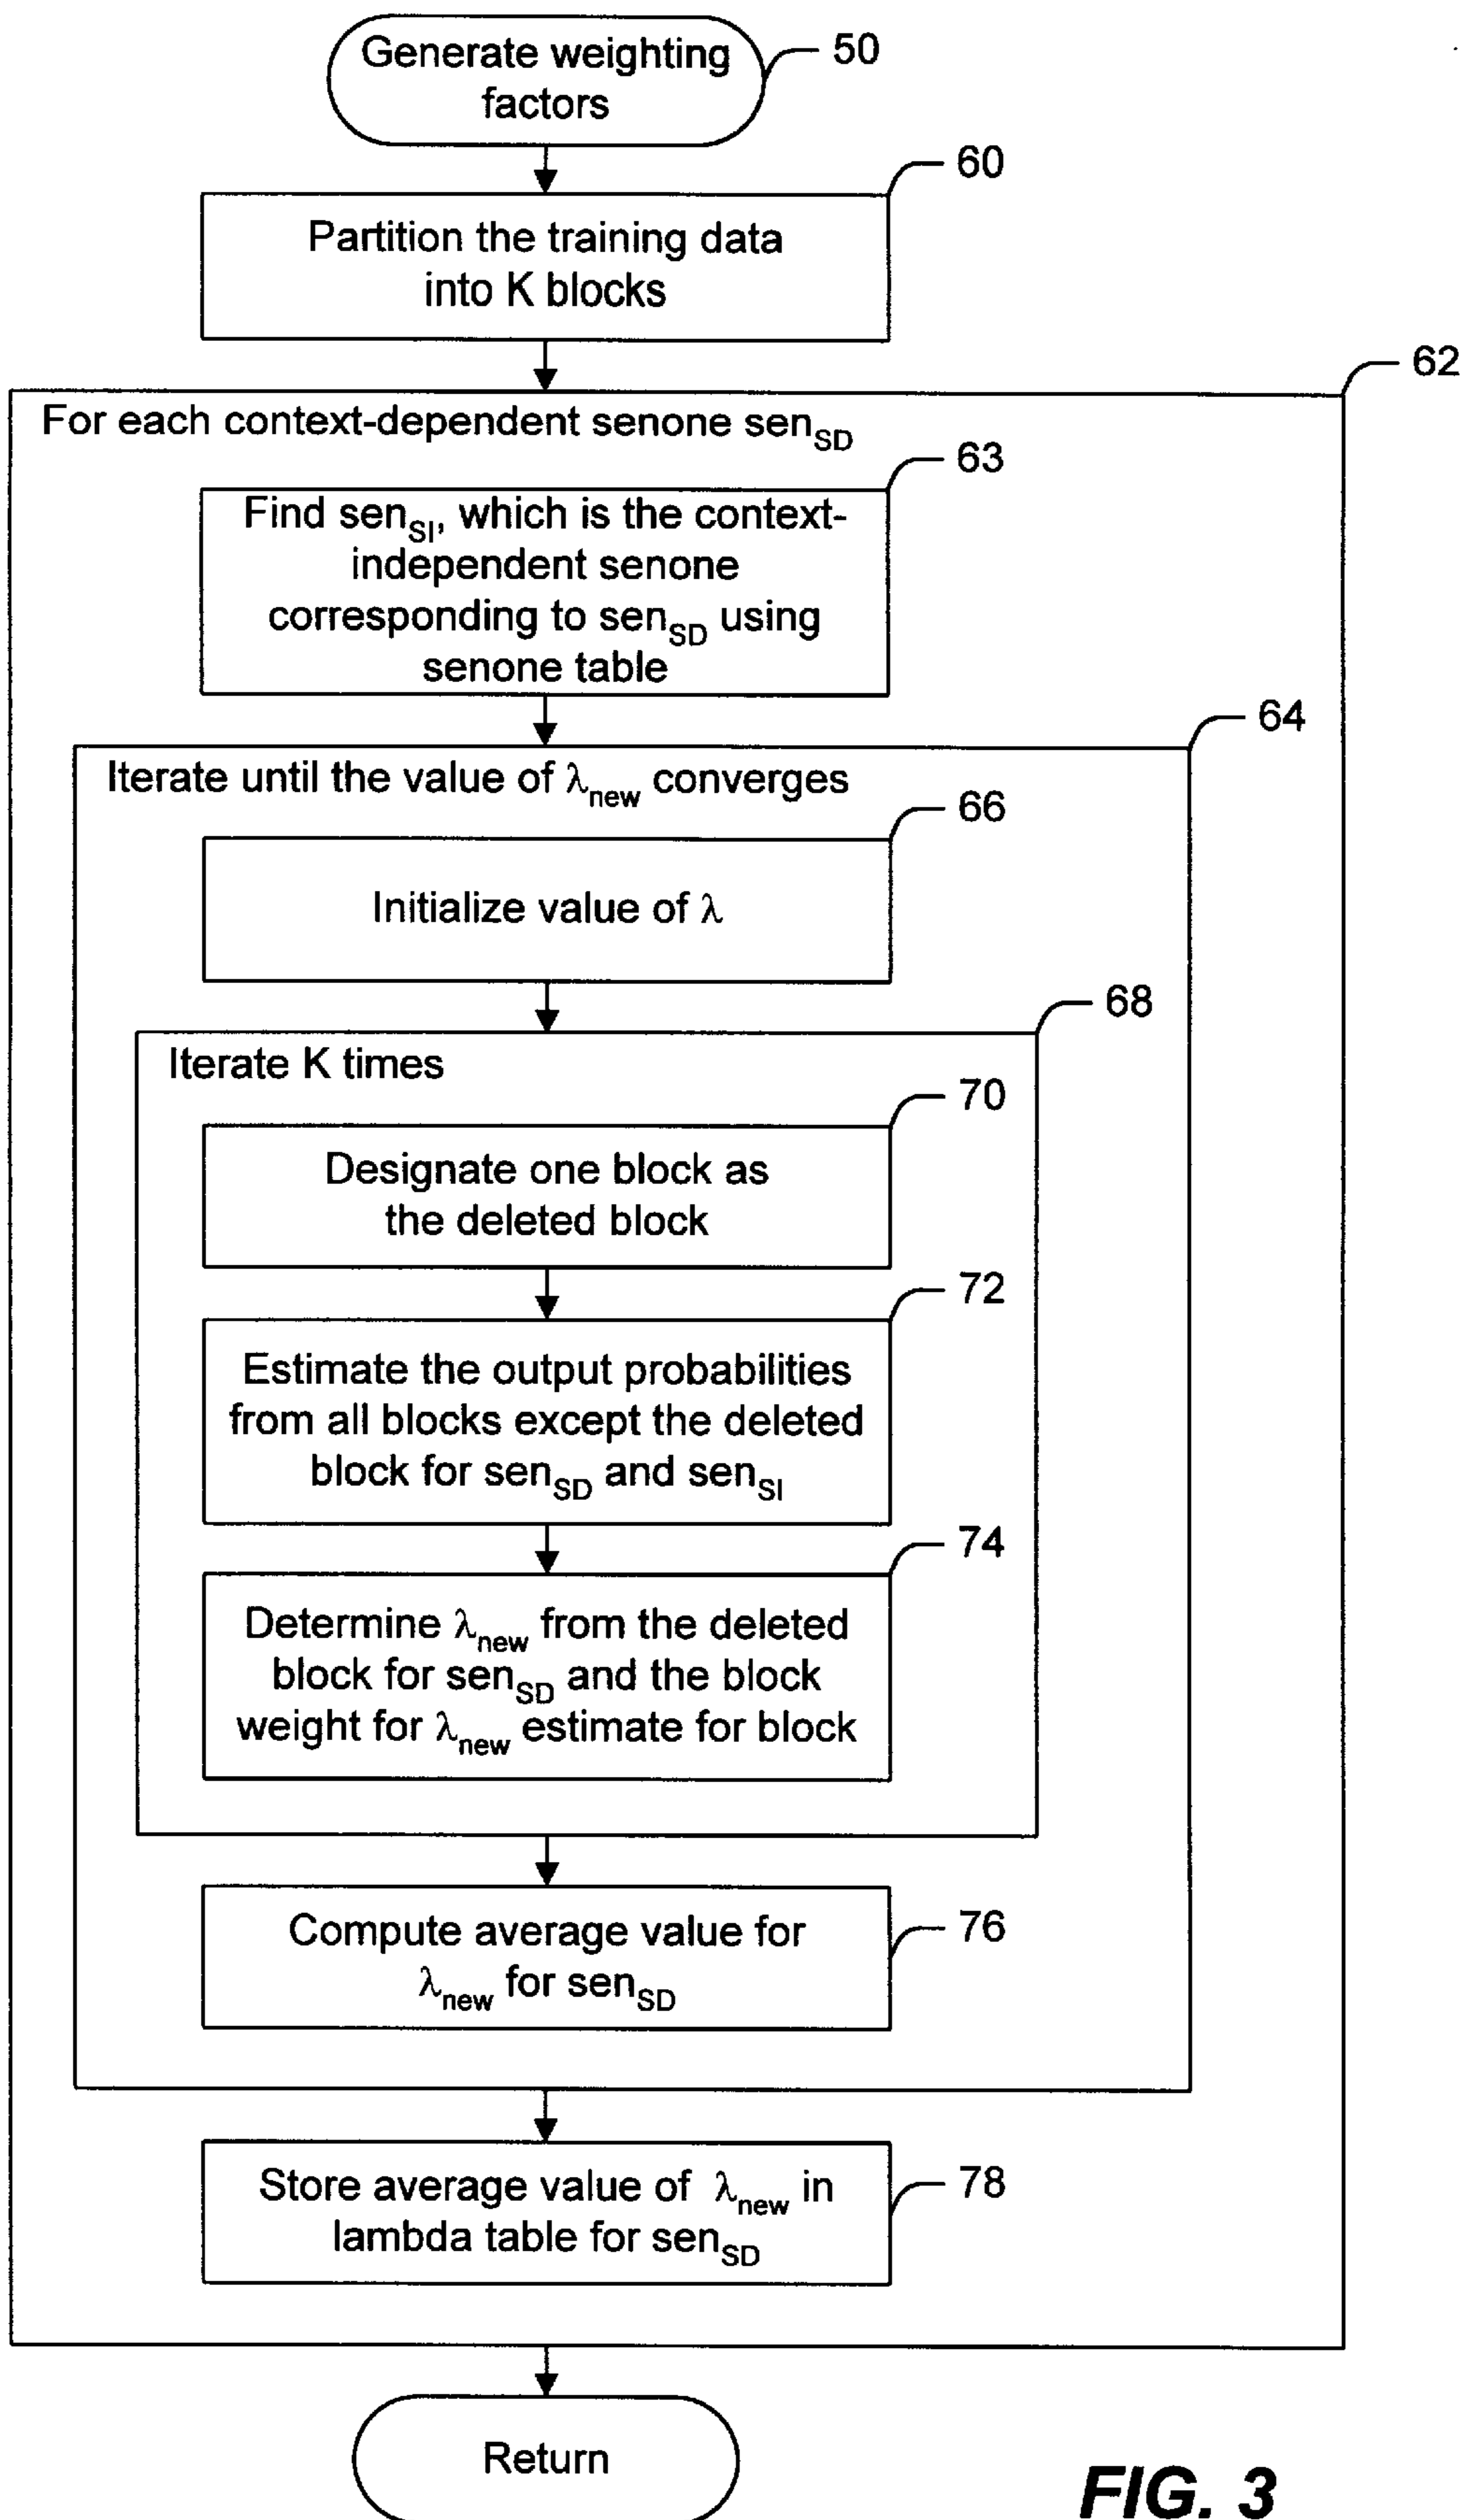 Generate weighting
factors
50
60
Partition the training data
into K blocks
62
For each context-dependent senone sen_SD
63
Find sen_SI, which is the context-
independent senone
corresponding to sen_SD using
senone table
64
Iterate until the value of λ_new converges
66
Initialize value of λ
68
Iterate K times
70
Designate one block as
the deleted block
72
Estimate the output probabilities
from all blocks except the deleted
block for sen_SD and sen_SI
74
Determine λ_new from the deleted
block for sen_SD and the block
weight for λ_new estimate for block
Compute average value for
λ_new for sen_SD
76
Store average value of λ_new in
lambda table for sen_SD
78
Return
FIG. 3